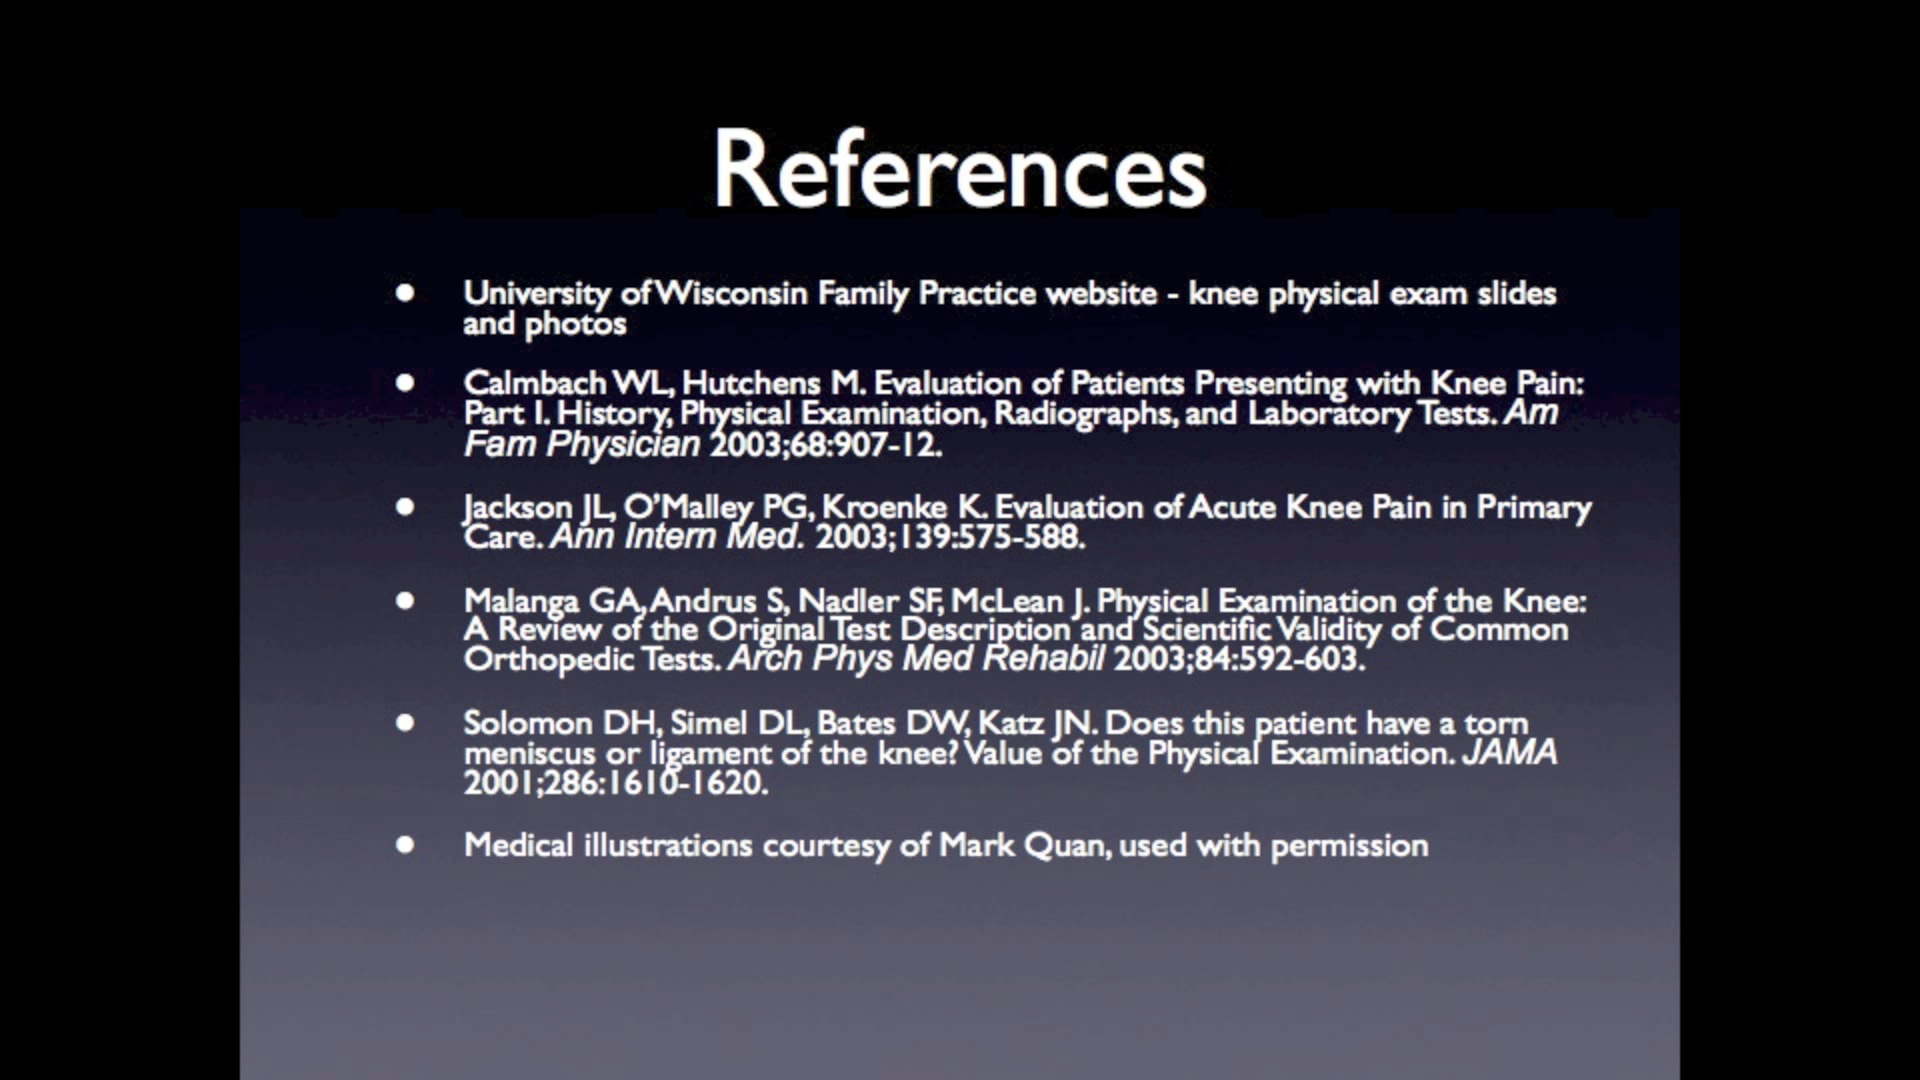 References
• University of Wisconsin Family Practice website - knee physical exam slides
and photos
• Calmbach WL, Hutchens M. Evaluation of Patients Presenting with Knee Pain:
Part I. History, Physical Examination, Radiographs, and Laboratory Tests. Am
Fam Physician 2003;68:907-12.
• Jackson JL, O’Malley PG, Kroenke K. Evaluation of Acute Knee Pain in Primary
Care. Ann Intern Med. 2003;139:575-588.
• Malanga GA, Andrus S, Nadler SF, McLean J. Physical Examination of the Knee:
A Review of the Original Test Description and Scientific Validity of Common
Orthopedic Tests. Arch Phys Med Rehabil 2003;84:592-603.
• Solomon DH, Simel DL, Bates DW, Katz JN. Does this patient have a torn
meniscus or ligament of the knee? Value of the Physical Examination. JAMA
2001;286:1610-1620.
• Medical illustrations courtesy of Mark Quan, used with permission